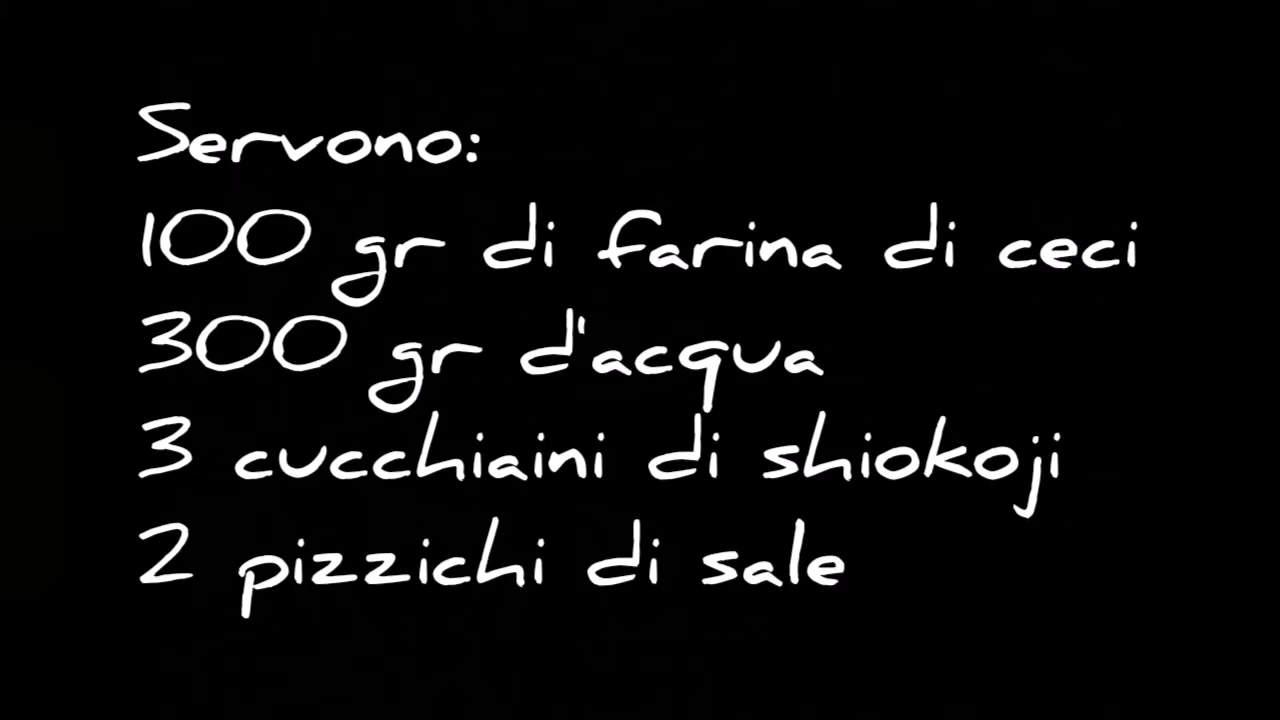 Servono:
100 gr di farina di ceci
300 gr d'acqua
3 cucchiaini di shiokoji
2 pizzichi di sale